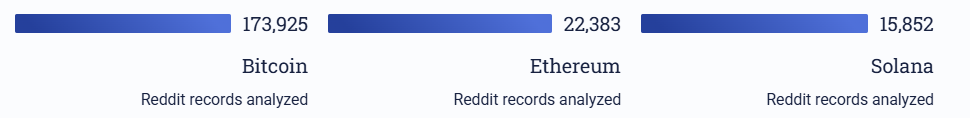 173,925
Bitcoin
Reddit records analyzed
22,383
Ethereum
Reddit records analyzed
15,852
Solana
Reddit records analyzed